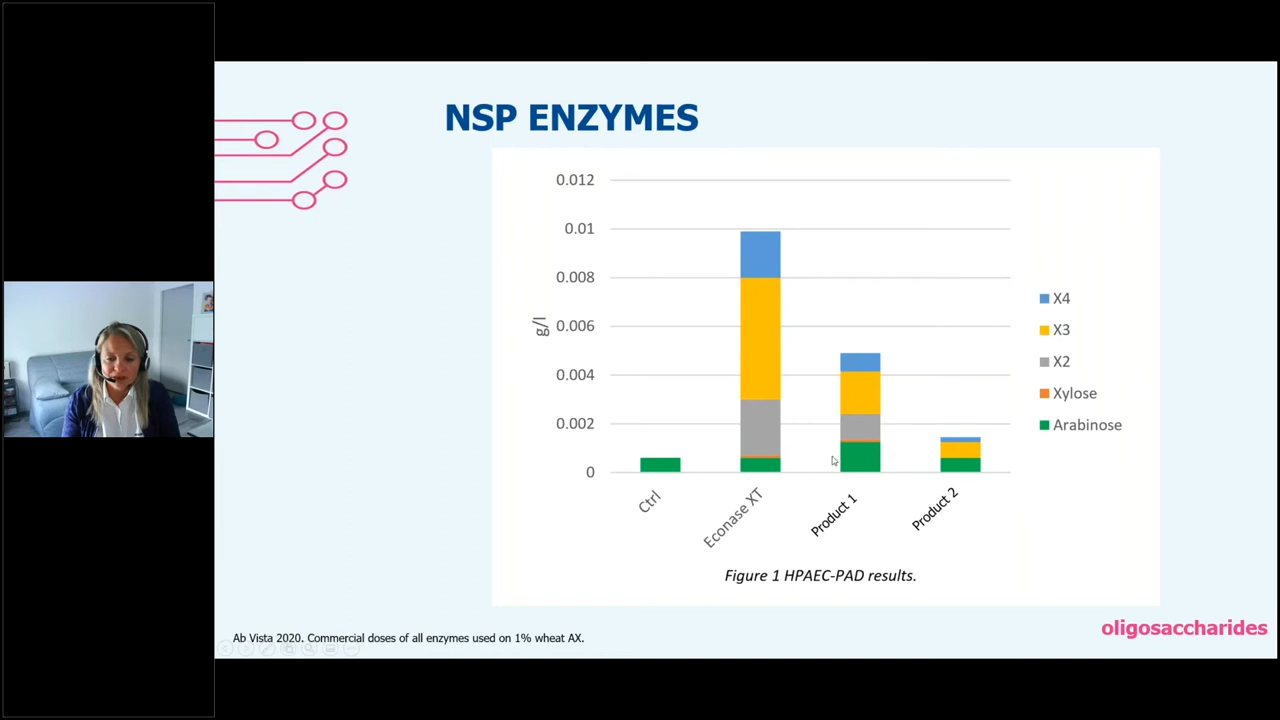 NSP ENZYMES
0.012
0.01
0.008
0.006
0.004
0.002
0
g/l
Ctrl
Econase XT
Product 1
Product 2
X4
X3
X2
Xylose
Arabinose
Figure 1 HPAEC-PAD results.
Ab Vista 2020. Commercial doses of all enzymes used on 1% wheat AX.
oligosaccharides